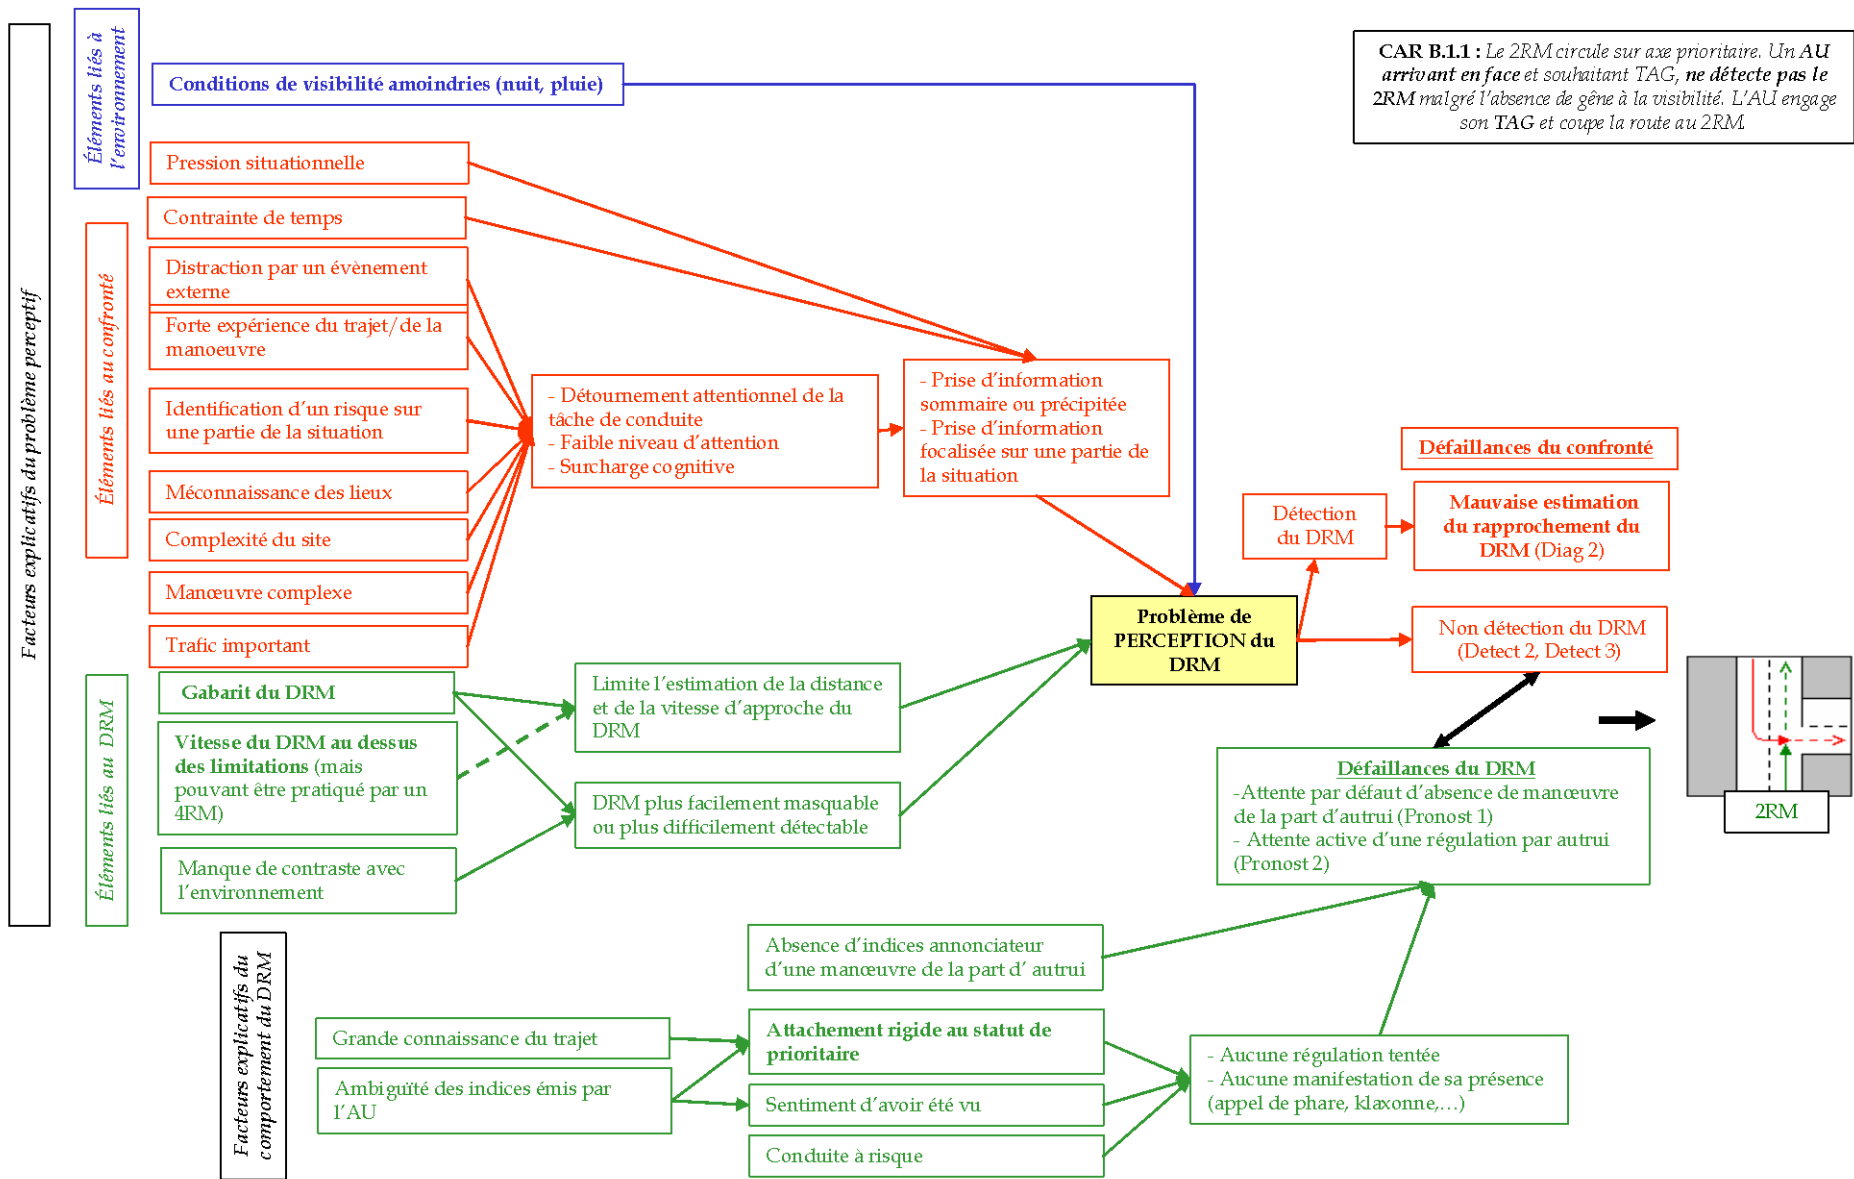 Facteurs explicatifs du problème perceptif
Éléments liés à
l'environnement
Conditions de visibilité amoindries (nuit, pluie)
CAR B.1.1 : Le 2RM circule sur axe prioritaire. Un AU
arrivant en face et souhaitant TAG, ne détecte pas le
2RM malgré l'absence de gêne à la visibilité. L'AU engage
son TAG et coupe la route au 2RM.
Éléments liés au confronté
Pression situationnelle
Contrainte de temps
Distraction par un évènement
externe
Forte expérience du trajet/de la
manoeuvre
Identification d'un risque sur
une partie de la situation
Méconnaissance des lieux
Complexité du site
Manœuvre complexe
Trafic important
- Détournement attentionnel de la
tâche de conduite
- Faible niveau d'attention
- Surcharge cognitive
- Prise d'information
sommaire ou précipitée
- Prise d'information
focalisée sur une partie de
la situation
Défaillances du confronté
Détection
du DRM
Mauvaise estimation
du rapprochement du
DRM (Diag 2)
Problème de
PERCEPTION du
DRM
Non détection du DRM
(Detect 2, Detect 3)
Éléments liés au DRM
Gabarit du DRM
Vitesse du DRM au dessus
des limitations (mais
pouvant être pratiqué par un
4RM)
Manque de contraste avec
l'environnement
Limite l'estimation de la distance
et de la vitesse d'approche du
DRM
DRM plus facilement masquable
ou plus difficilement détectable
Défaillances du DRM
-Attente par défaut d'absence de manœuvre
de la part d'autrui (Pronost 1)
- Attente active d'une régulation par autrui
(Pronost 2)
2RM
Facteurs explicatifs du
comportement du DRM
Absence d'indices annonciateur
d'une manœuvre de la part d' autrui
Grande connaissance du trajet
Ambiguïté des indices émis par
l'AU
Attachement rigide au statut de
prioritaire
Sentiment d'avoir été vu
Conduite à risque
- Aucune régulation tentée
- Aucune manifestation de sa présence
(appel de phare, klaxonne,...)